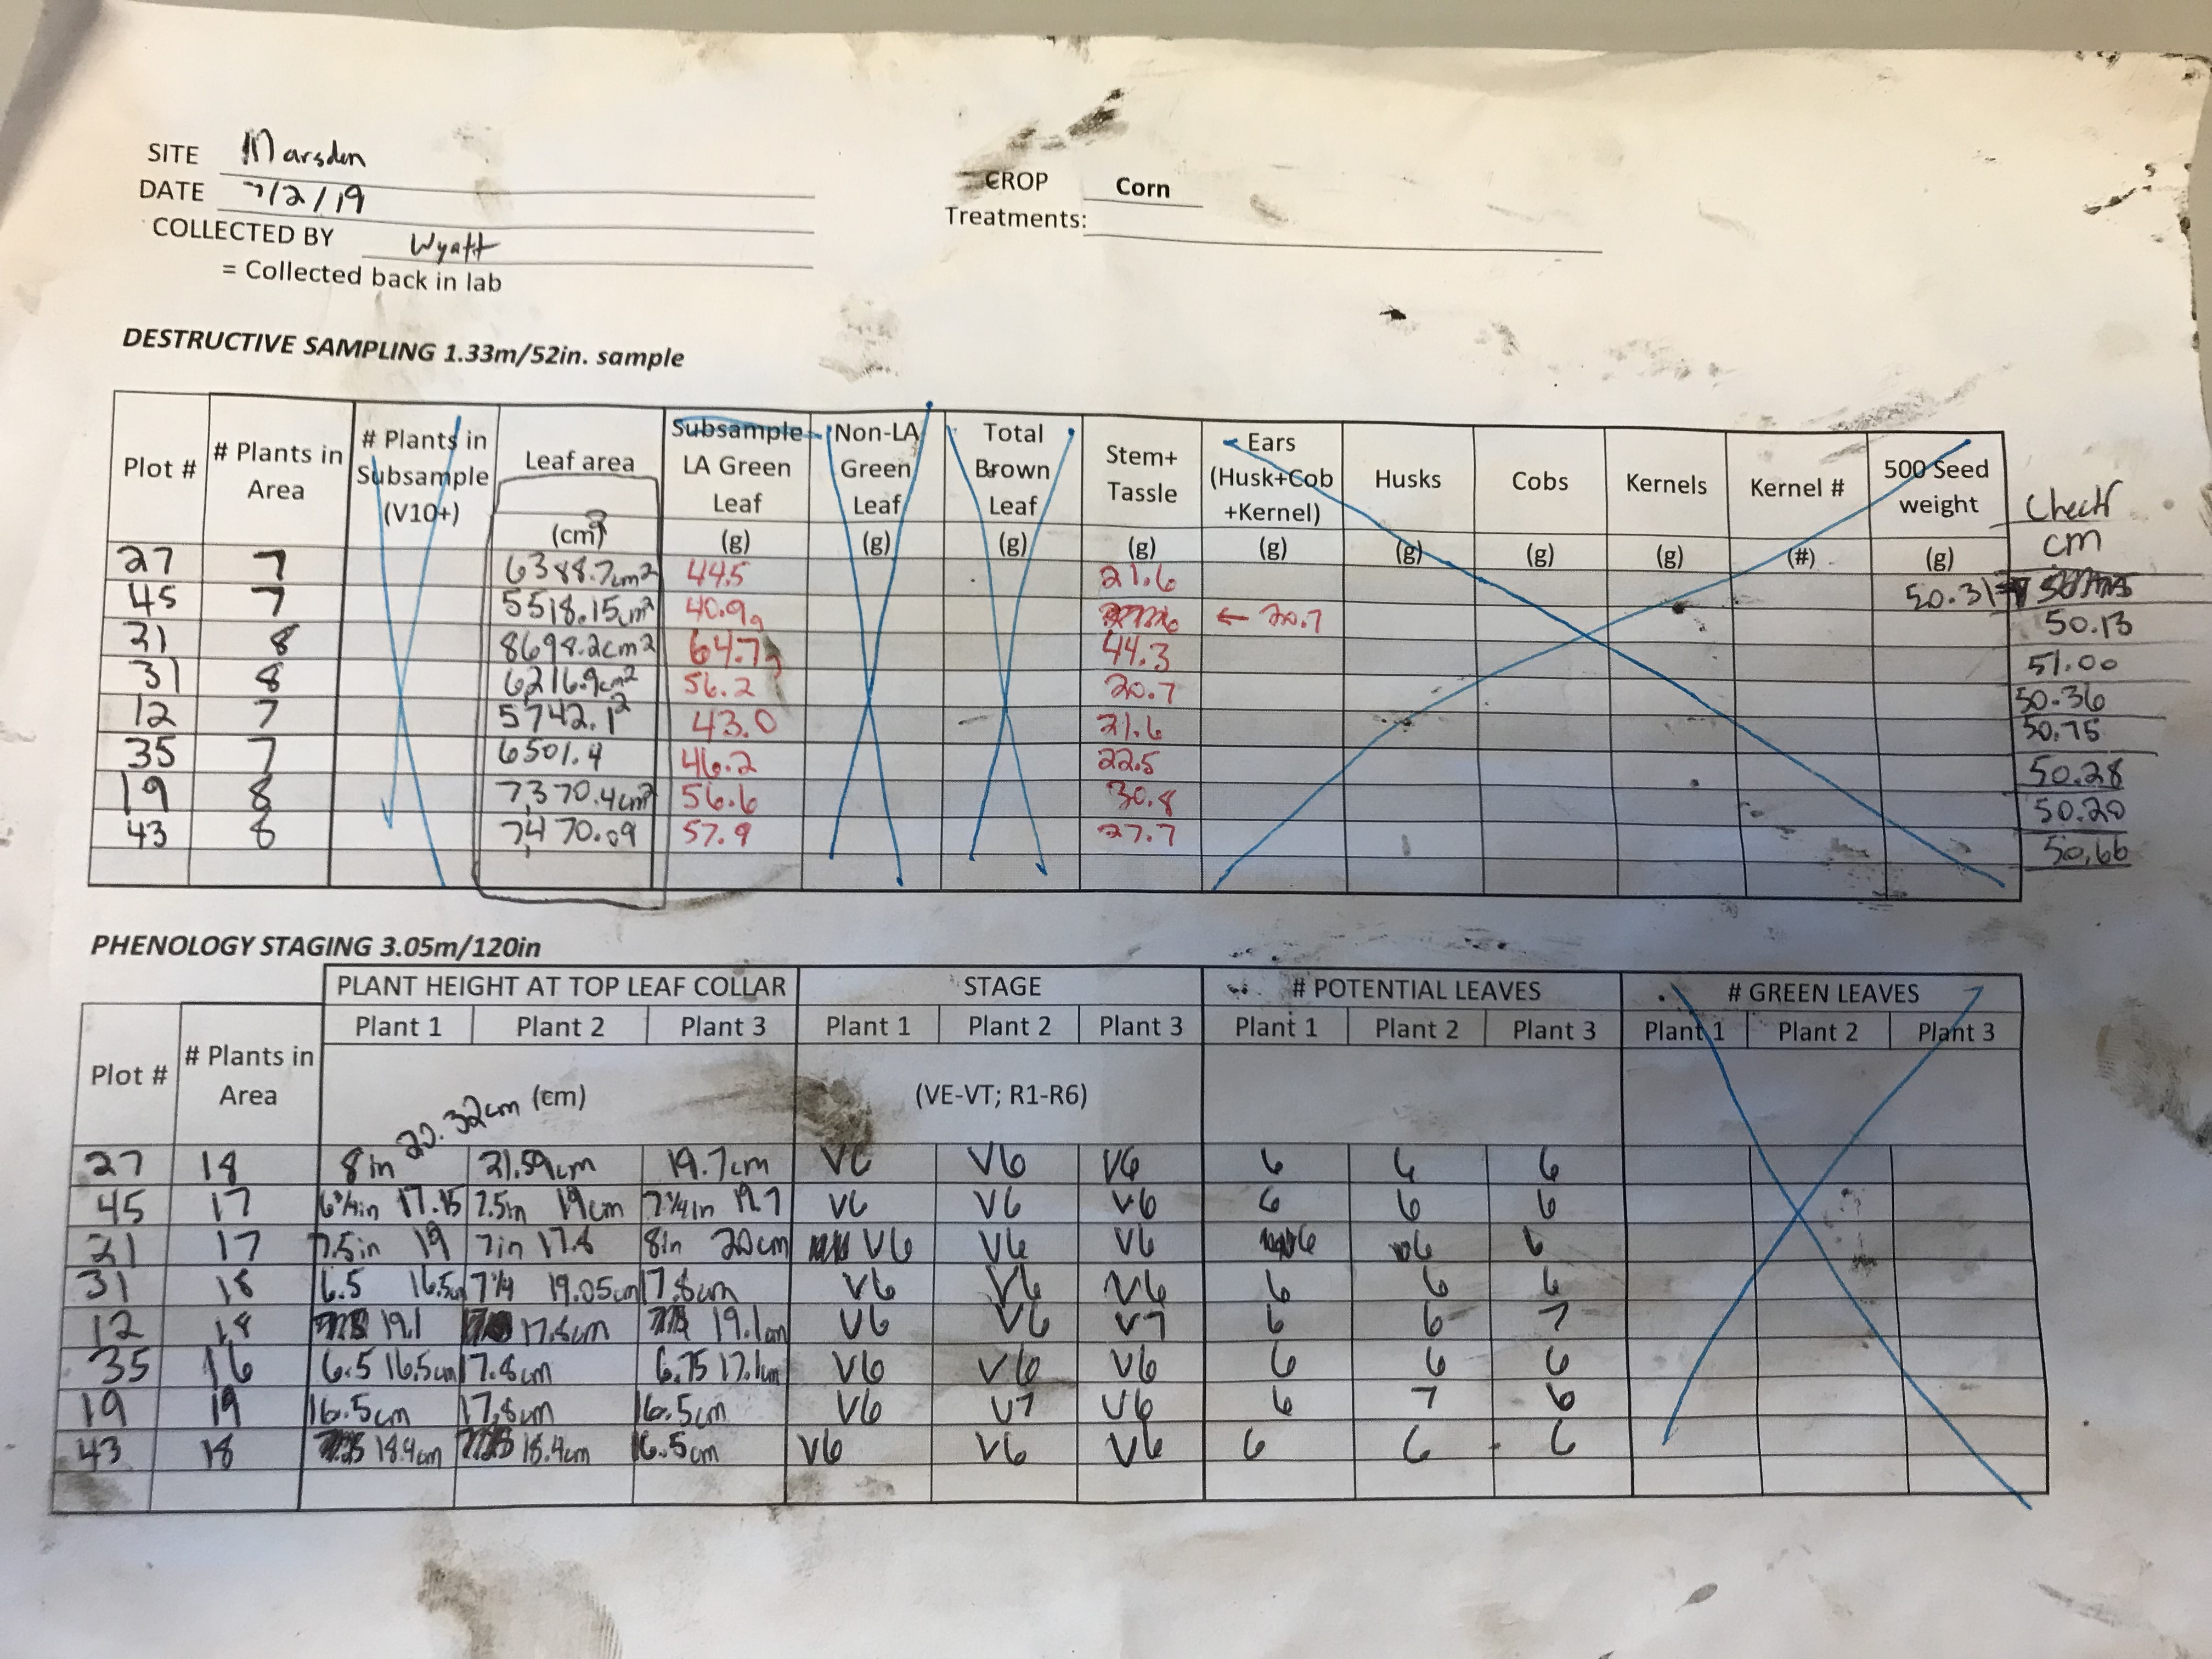 SITE Marsden
DATE 7/2/19
COLLECTED BY Wyatt
= Collected back in lab
CROP Corn
Treatments:
DESTRUCTIVE SAMPLING 1.33m/52in. sample
Plot # # Plants in Area # Plants in Subsample (V10+) Leaf area (cm²) Subsample LA Green Leaf (g) Non-LA Green Leaf (g) Total Brown Leaf (g) Stem+ Tassle (g) Ears (Husk+Cob +Kernel) (g) Husks (g) Cobs (g) Kernels (g) Kernel # (#) 500 Seed weight (g) Check cm
27 7 6388.7cm2 44.5 21.6 50.31
45 7 5518.15cm2 40.9g ← 20.7 50.13
21 8 8698.2cm2 64.7g 44.3 51.00
31 8 6,216.9cm2 56.2 20.7 50.36
12 7 5742.1² 43.0 21.6 50.75
35 7 6501.4 46.2 22.5 50.28
19 8 7,370.4cm² 56.6 30.8 50.20
43 8 7,470.09 57.9 27.7 50.66
PHENOLOGY STAGING 3.05m/120in
PLANT HEIGHT AT TOP LEAF COLLAR STAGE # POTENTIAL LEAVES # GREEN LEAVES
Plot # # Plants in Area Plant 1 Plant 2 Plant 3 Plant 1 Plant 2 Plant 3 Plant 1 Plant 2 Plant 3 Plant 1 Plant 2 Plant 3
(cm) (VE-VT; R1-R6)
27 18 8in 20.32cm 21.59cm 19.7cm V6 V6 V6 6 6 6
45 17 6¾in 17.15 7.5in 19cm 7¾in 19.7 V6 V6 V6 6 6 6
21 17 7.5in 19 7in 17.8 8in 20cm V6 V6 V6 6 6 6
31 18 6.5 16.5cm 7¼ 19.05cm 17.8cm V6 V6 V6 6 6 6
12 18 19.1 17.8cm 19.1cm V6 V6 V7 6 6 7
35 16 6.5 16.5cm 17.8cm 6.75 17.1cm V6 V6 V6 6 6 6
19 19 16.5cm 17.8cm 16.5cm V6 V7 V6 6 7 6
43 18 18.4cm 18.4cm 16.5cm V6 V6 V6 6 6 6